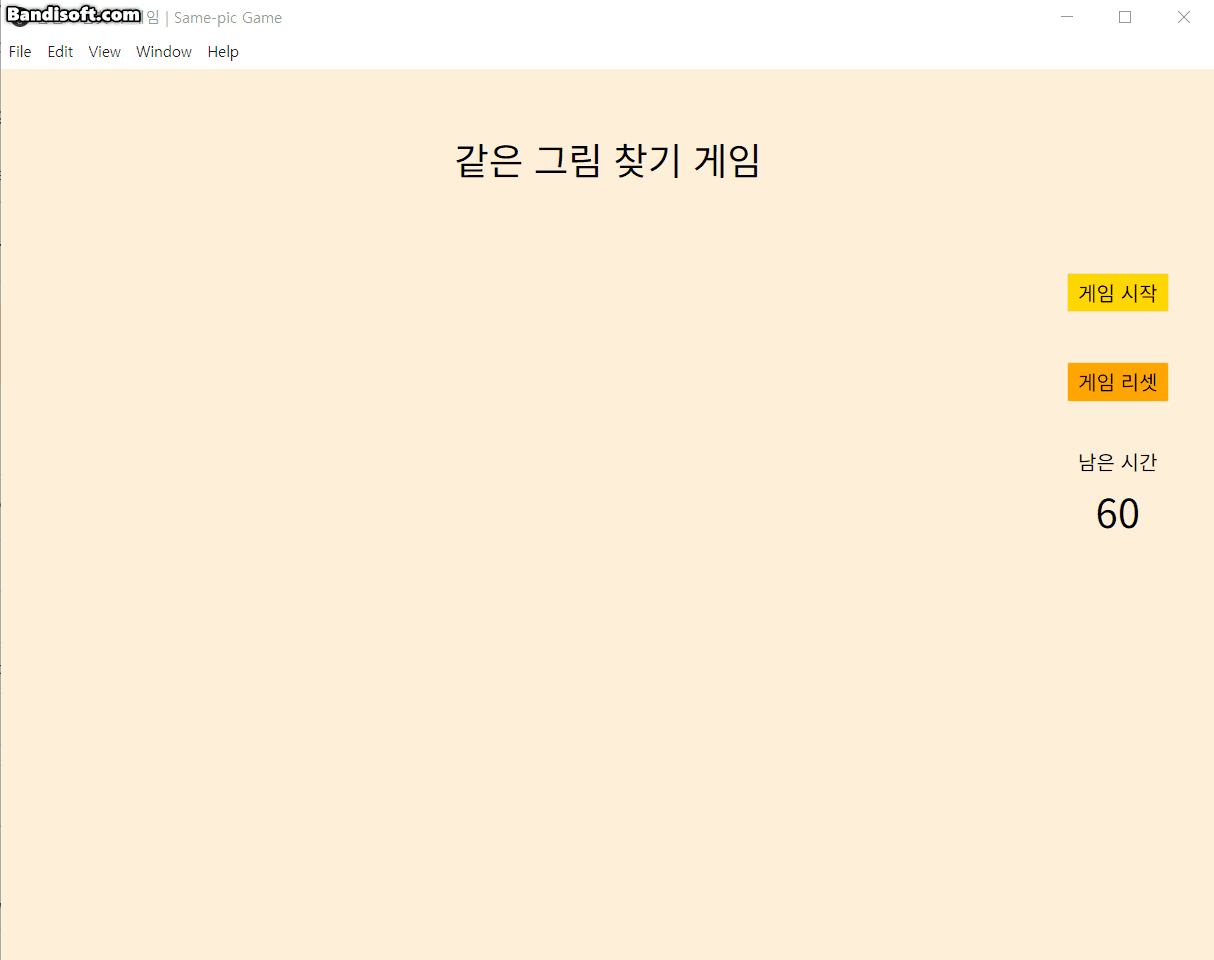 Bandisoft.com 게임 | Same-pic Game
File Edit View Window Help
같은 그림 찾기 게임
게임 시작
게임 리셋
남은 시간
60